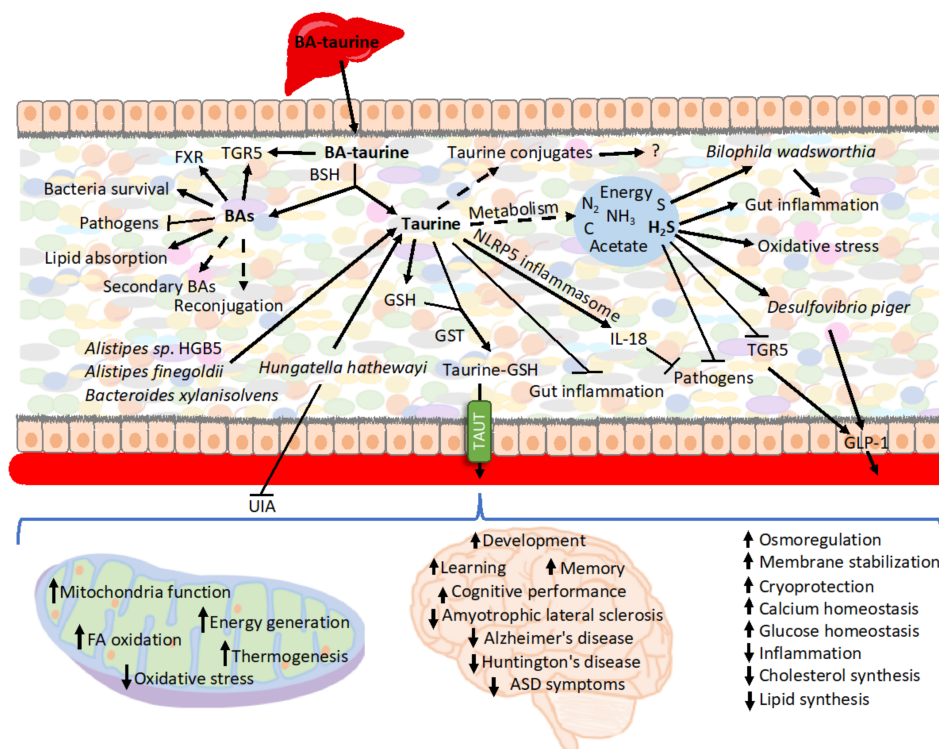 BA-taurine
BA-taurine
BSH
TGR5
FXR
Bacteria survival
BAs
Pathogens
Lipid absorption
Secondary BAs
Reconjugation
Taurine conjugates
?
Taurine
Metabolism
Energy
N2
S
NH3
C
H2S
Acetate
Bilophila wadsworthia
Gut inflammation
Oxidative stress
Desulfovibrio piger
NLRP5 inflammasome
GSH
GST
IL-18
TGR5
Alistipes sp. HGB5
Alistipes finegoldii
Bacteroides xylanisolvens
Hungatella hathewayi
Taurine-GSH
Gut inflammation
Pathogens
TAUT
GLP-1
UIA
Mitochondria function
Energy generation
FA oxidation
Thermogenesis
Oxidative stress
Development
Learning
Memory
Cognitive performance
Amyotrophic lateral sclerosis
Alzheimer's disease
Huntington's disease
ASD symptoms
Osmoregulation
Membrane stabilization
Cryoprotection
Calcium homeostasis
Glucose homeostasis
Inflammation
Cholesterol synthesis
Lipid synthesis